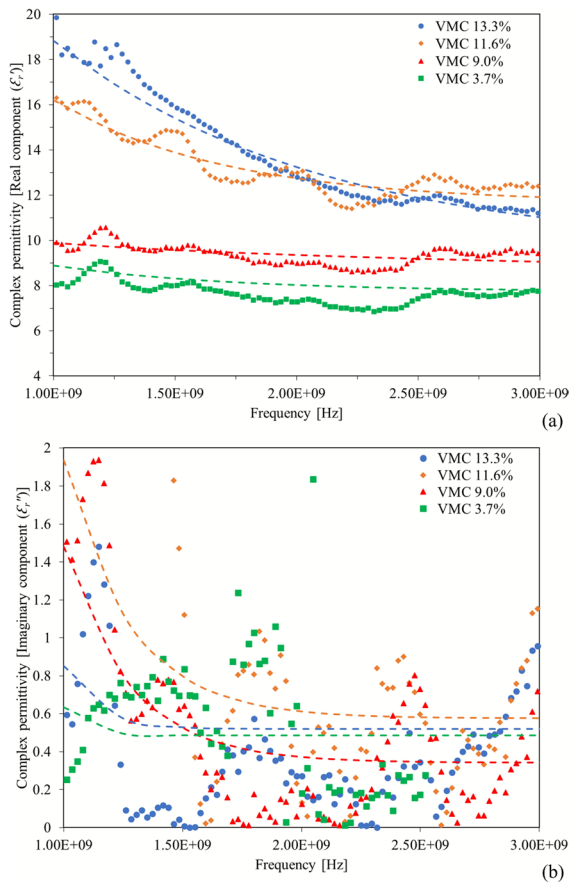 20
18
16
14
12
10
8
6
4
Complex permittivity [Real component (ℰr′)]
VMC 13.3%
VMC 11.6%
VMC 9.0%
VMC 3.7%
1.00E+09
1.50E+09
2.00E+09
2.50E+09
3.00E+09
Frequency [Hz]
(a)
2
1.8
1.6
1.4
1.2
1
0.8
0.6
0.4
0.2
0
Complex permittivity [Imaginary component (ℰr″)]
VMC 13.3%
VMC 11.6%
VMC 9.0%
VMC 3.7%
1.00E+09
1.50E+09
2.00E+09
2.50E+09
3.00E+09
Frequency [Hz]
(b)